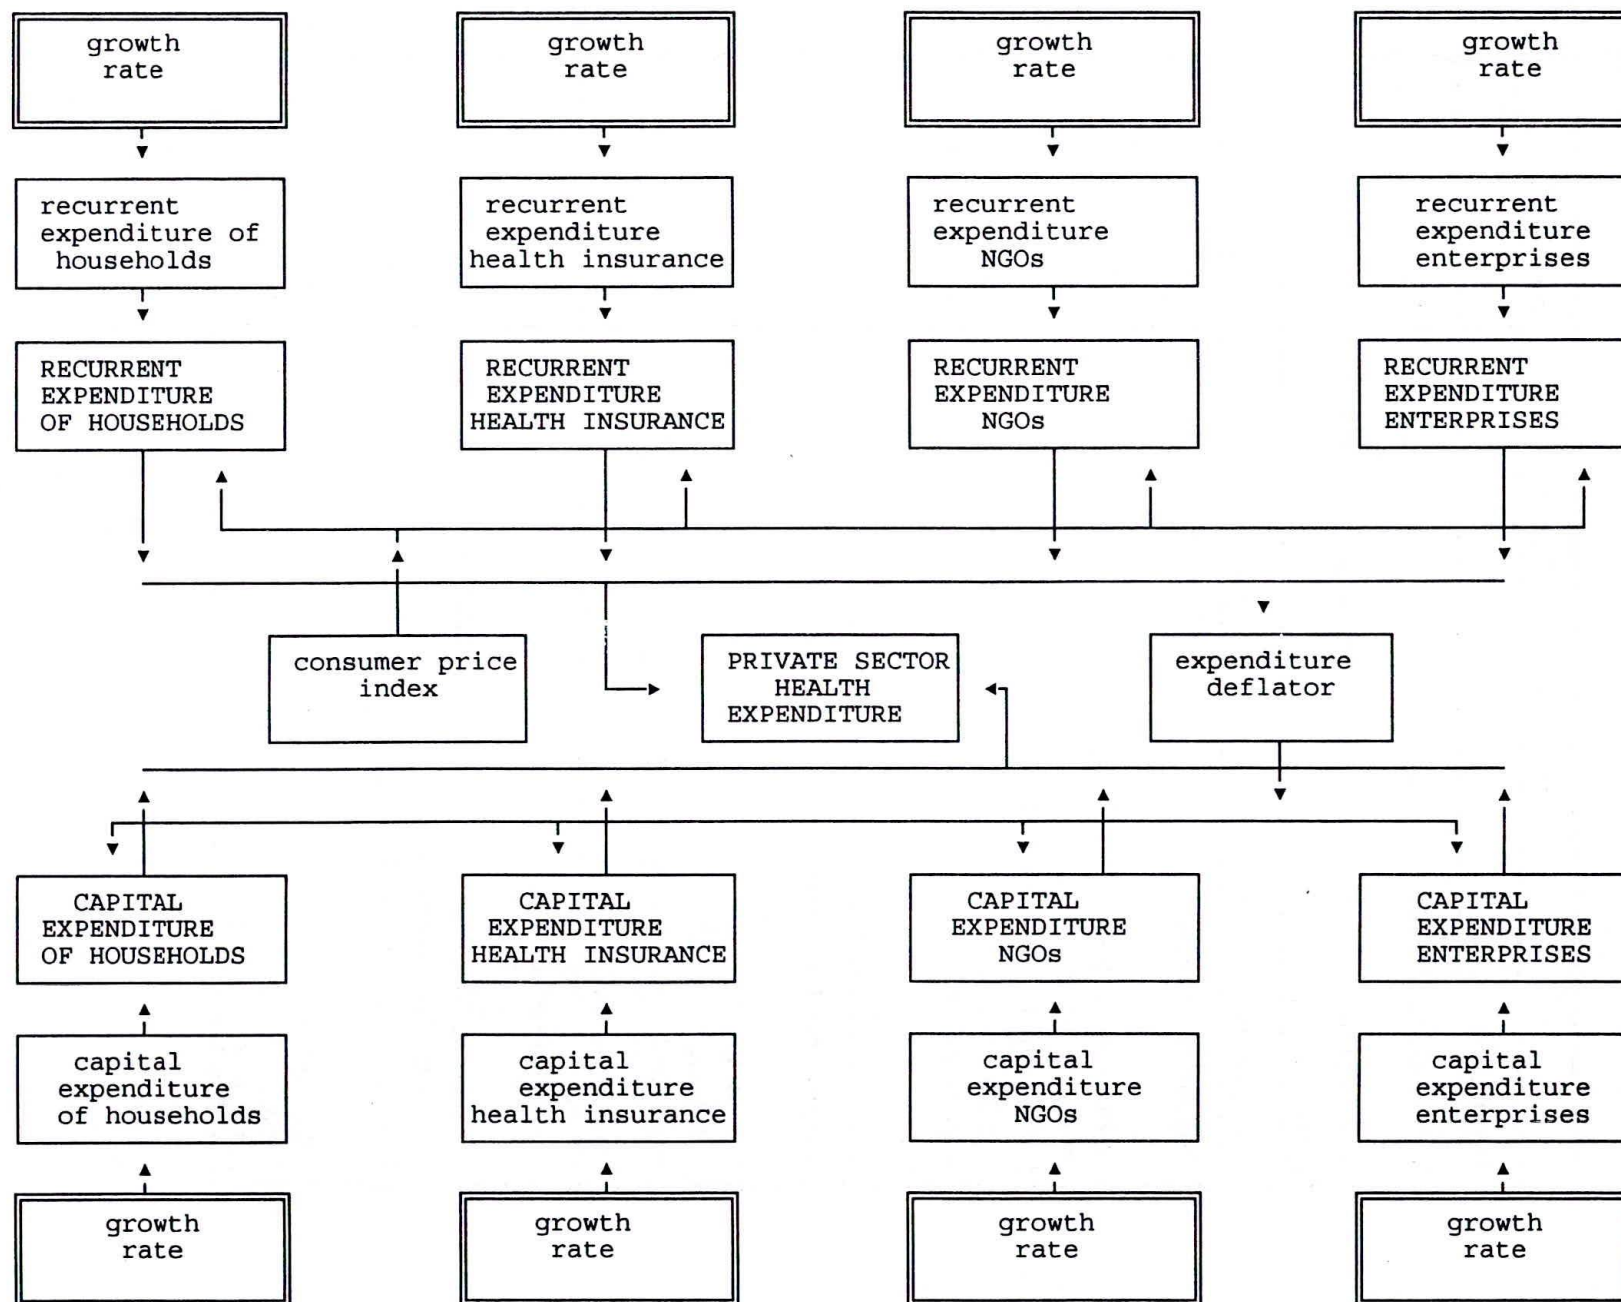 growth
rate
growth
rate
growth
rate
growth
rate
recurrent
expenditure of
households
recurrent
expenditure
health insurance
recurrent
expenditure
NGOs
recurrent
expenditure
enterprises
RECURRENT
EXPENDITURE
OF HOUSEHOLDS
RECURRENT
EXPENDITURE
HEALTH INSURANCE
RECURRENT
EXPENDITURE
NGOs
RECURRENT
EXPENDITURE
ENTERPRISES
consumer price
index
PRIVATE SECTOR
HEALTH
EXPENDITURE
expenditure
deflator
CAPITAL
EXPENDITURE
OF HOUSEHOLDS
CAPITAL
EXPENDITURE
HEALTH INSURANCE
CAPITAL
EXPENDITURE
NGOs
CAPITAL
EXPENDITURE
ENTERPRISES
capital
expenditure
of households
capital
expenditure
health insurance
capital
expenditure
NGOs
capital
expenditure
enterprises
growth
rate
growth
rate
growth
rate
growth
rate